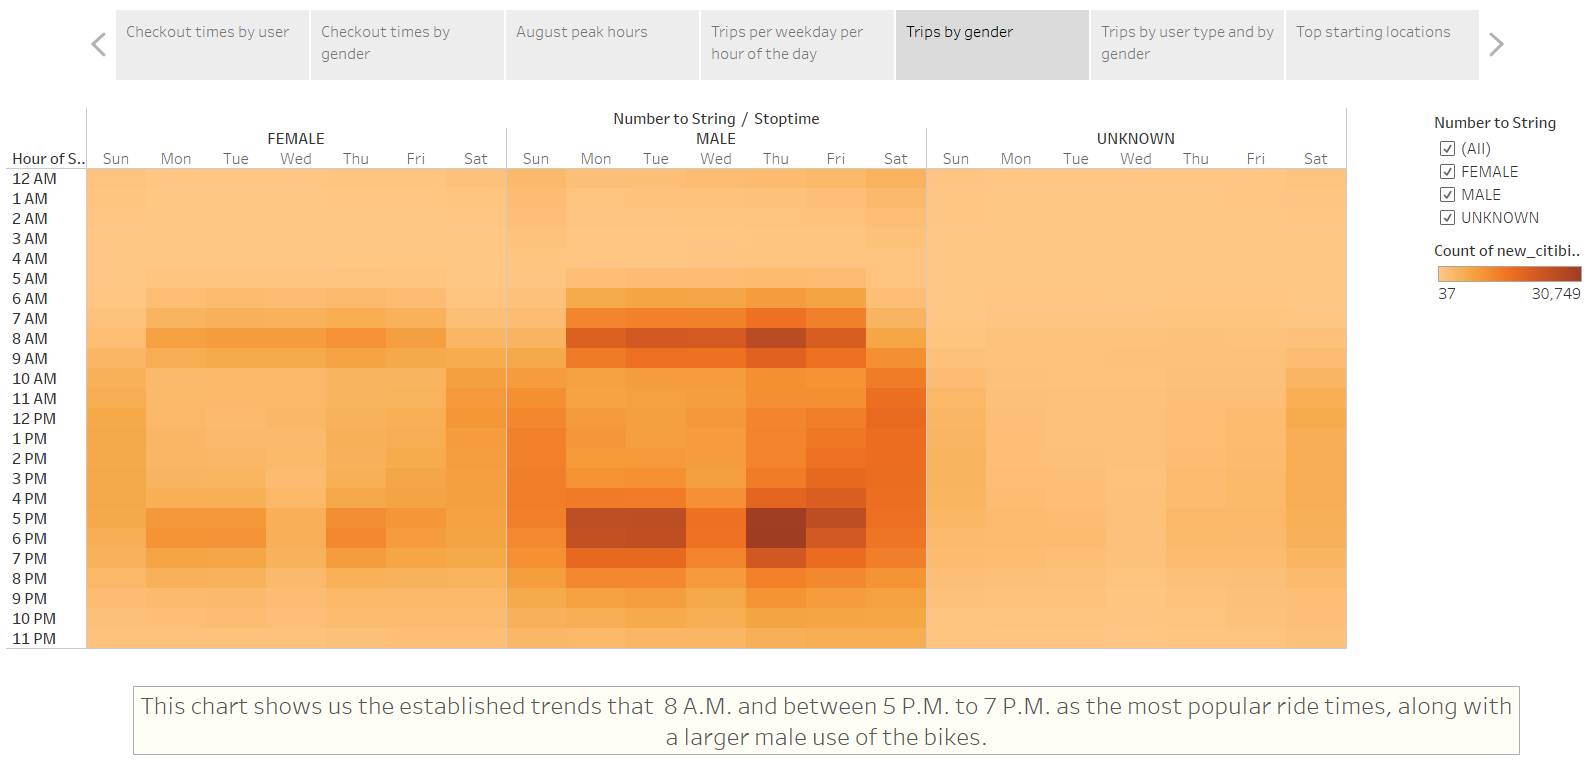 Checkout times by user
Checkout times by
gender
August peak hours
Trips per weekday per
hour of the day
Trips by gender
Trips by user type and by
gender
Top starting locations
Number to String / Stoptime
FEMALE MALE UNKNOWN
Hour of S.. Sun Mon Tue Wed Thu Fri Sat Sun Mon Tue Wed Thu Fri Sat Sun Mon Tue Wed Thu Fri Sat
12 AM
1 AM
2 AM
3 AM
4 AM
5 AM
6 AM
7 AM
8 AM
9 AM
10 AM
11 AM
12 PM
1 PM
2 PM
3 PM
4 PM
5 PM
6 PM
7 PM
8 PM
9 PM
10 PM
11 PM
Number to String
(All)
FEMALE
MALE
UNKNOWN
Count of new_citibi..
37 30,749
This chart shows us the established trends that 8 A.M. and between 5 P.M. to 7 P.M. as the most popular ride times, along with
a larger male use of the bikes.